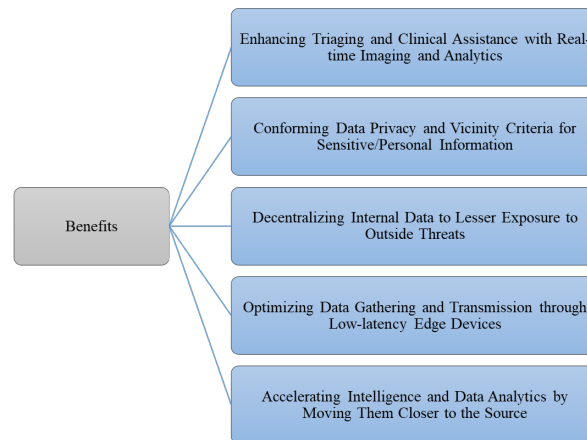 Enhancing Triaging and Clinical Assistance with Real-
time Imaging and Analytics
Conforming Data Privacy and Vicinity Criteria for
Sensitive/Personal Information
Benefits
Decentralizing Internal Data to Lesser Exposure to
Outside Threats
Optimizing Data Gathering and Transmission through
Low-latency Edge Devices
Accelerating Intelligence and Data Analytics by
Moving Them Closer to the Source